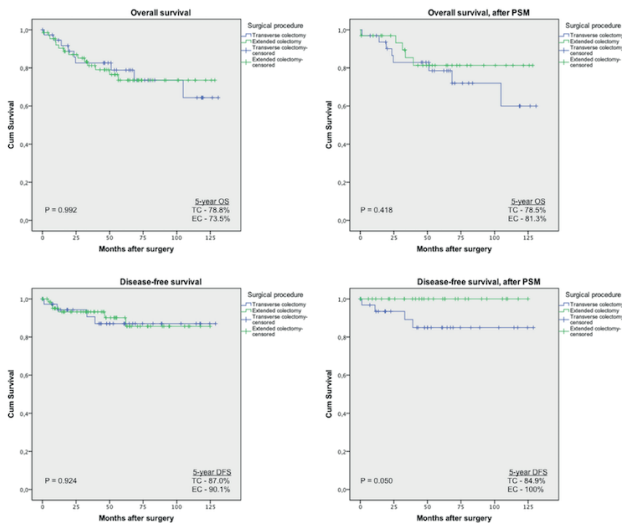 Overall survival
Surgical procedure
Transverse colectomy
Extended colectomy
Transverse colectomy-
censored
Extended colectomy-
censored
Cum Survival
1,0
0,8
0,6
0,4
0,2
0,0
P = 0.992
5-year OS
TC - 78.8%
EC - 73.5%
0 25 50 75 100 125
Months after surgery
Overall survival, after PSM
Surgical procedure
Transverse colectomy
Extended colectomy
Transverse colectomy-
censored
Extended colectomy-
censored
Cum Survival
1,0
0,8
0,6
0,4
0,2
0,0
P = 0.418
5-year OS
TC - 78.5%
EC - 81.3%
0 25 50 75 100 125
Months after surgery
Disease-free survival
Surgical procedure
Transverse colectomy
Extended colectomy
Transverse colectomy-
censored
Extended colectomy-
censored
Cum Survival
1,0
0,8
0,6
0,4
0,2
0,0
P = 0.924
5-year DFS
TC - 87.0%
EC - 90.1%
0 25 50 75 100 125
Months after surgery
Disease-free survival, after PSM
Surgical procedure
Transverse colectomy
Extended colectomy
Transverse colectomy-
censored
Extended colectomy-
censored
Cum Survival
1,0
0,8
0,6
0,4
0,2
0,0
P = 0.050
5-year DFS
TC - 84.9%
EC - 100%
0 25 50 75 100 125
Months after surgery